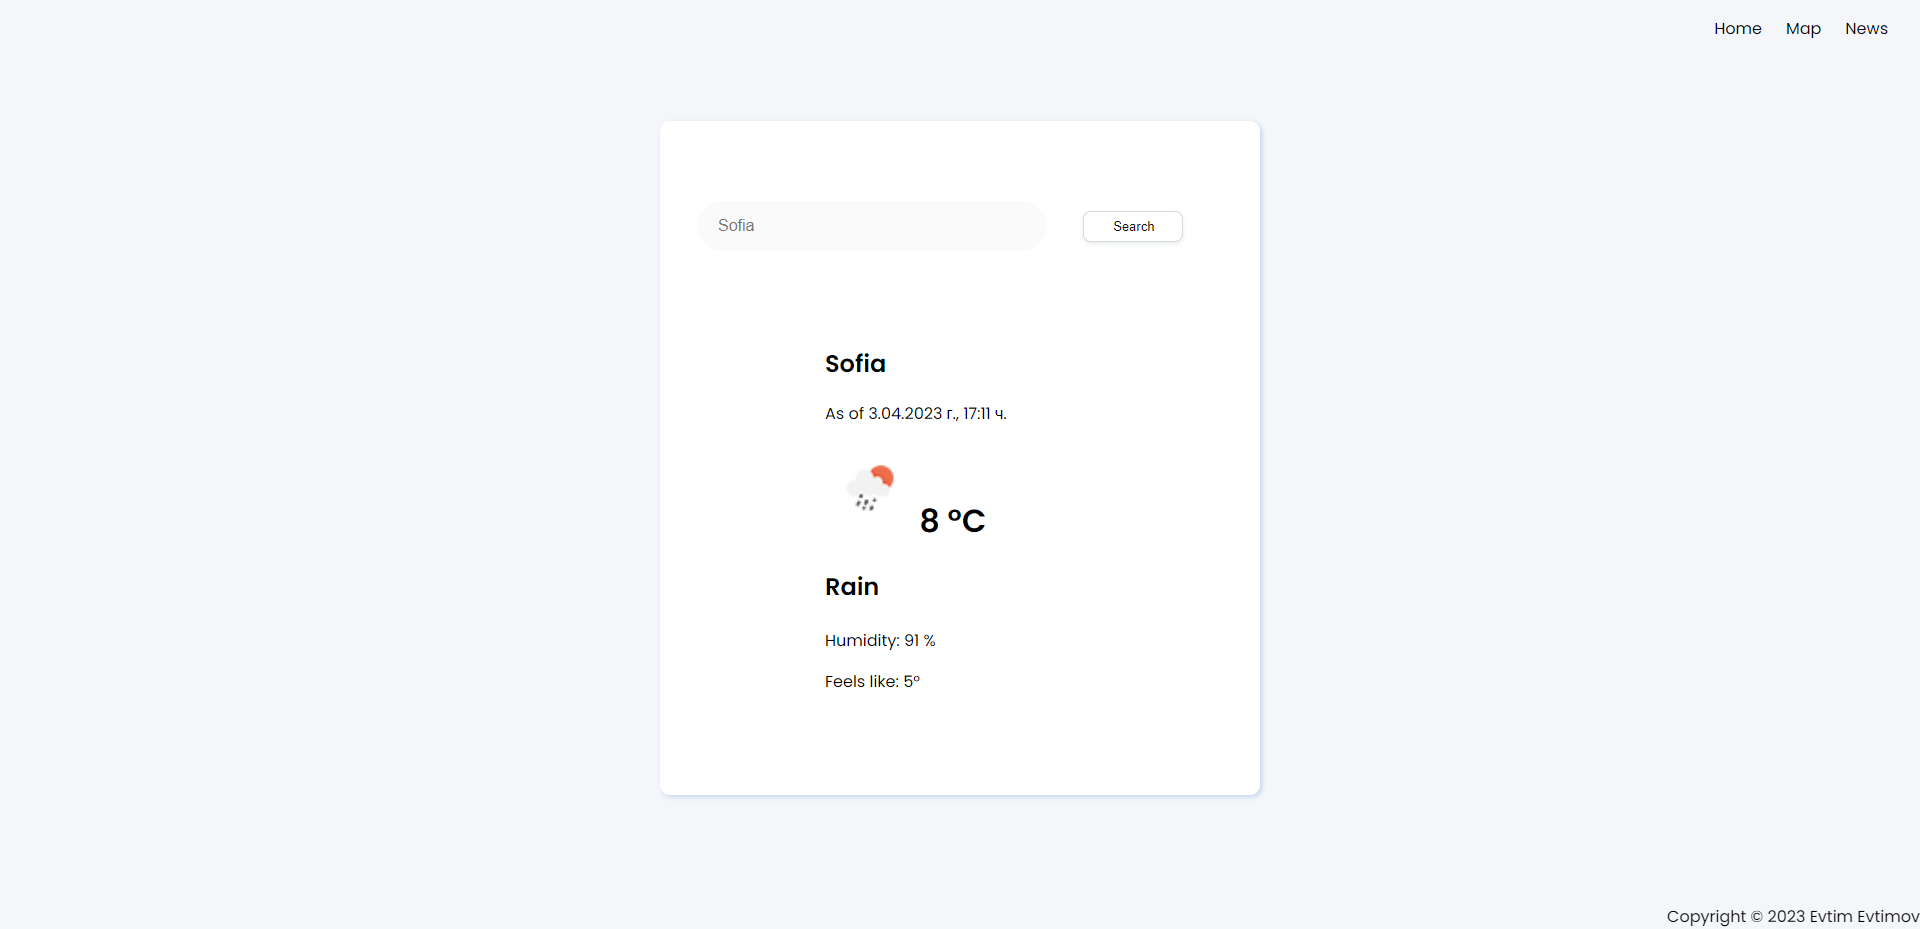 Home Map News
Sofia Search
Sofia
As of 3.04.2023 г., 17:11 ч.
8 °C
Rain
Humidity: 91 %
Feels like: 5°
Copyright © 2023 Evtim Evtimov